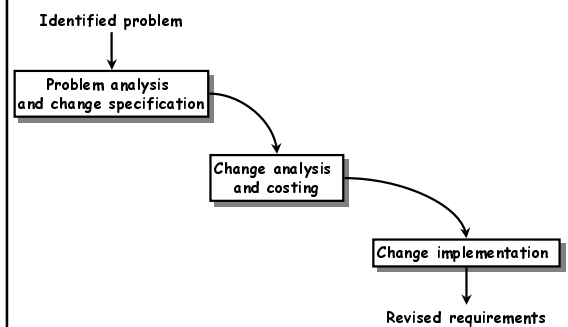 Identified problem
Problem analysis
and change specification
Change analysis
and costing
Change implementation
Revised requirements